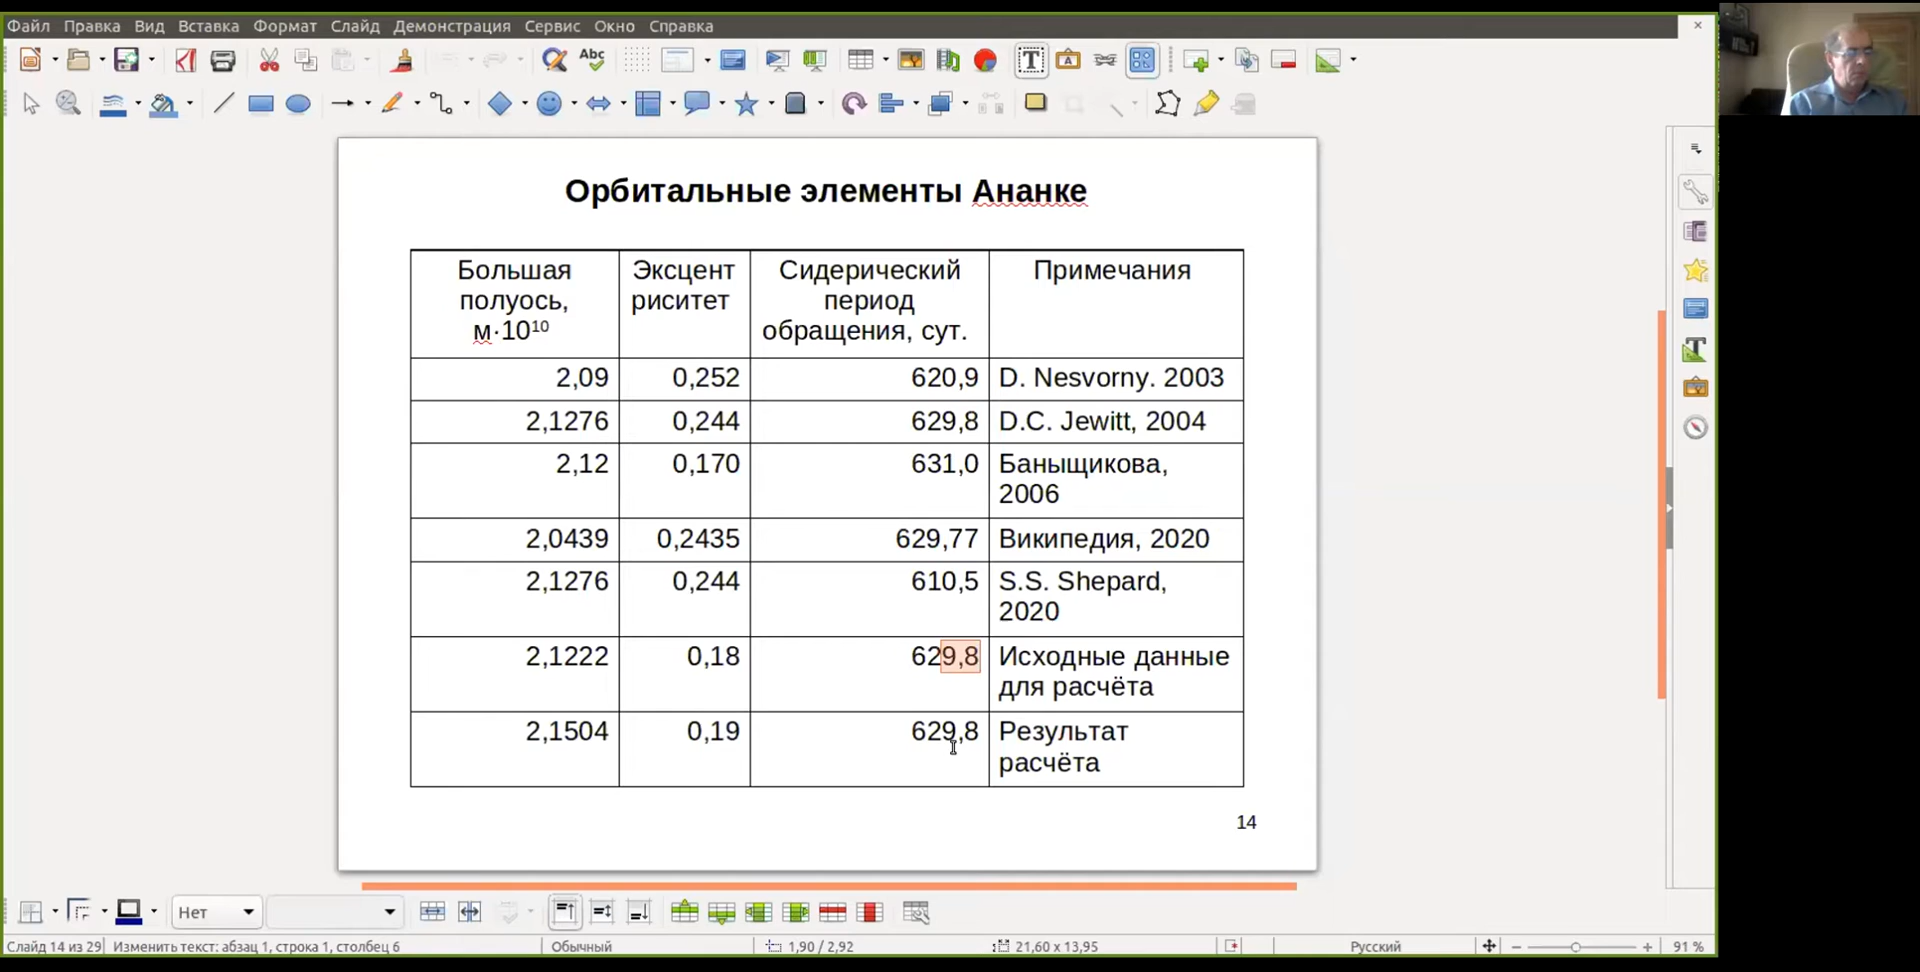 Файл Правка Вид Вставка Формат Слайд Демонстрация Сервис Окно Справка
Abc
Орбитальные элементы Ананке
Большая полуось, м·10¹⁰
Эксцент риситет
Сидерический период обращения, сут.
Примечания
2,09 0,252 620,9 D. Nesvorny. 2003
2,1276 0,244 629,8 D.C. Jewitt, 2004
2,12 0,170 631,0 Баныщикова,
2006
2,0439 0,2435 629,77 Википедия, 2020
2,1276 0,244 610,5 S.S. Shepard,
2020
2,1222 0,18 629,8 Исходные данные
для расчёта
2,1504 0,19 629,8 Результат
расчёта
14
Нет
Слайд 14 из 29 Изменить текст: абзац 1, строка 1, столбец 6 Обычный 1,90 / 2,92 21,60 x 13,95 Русский 91 %